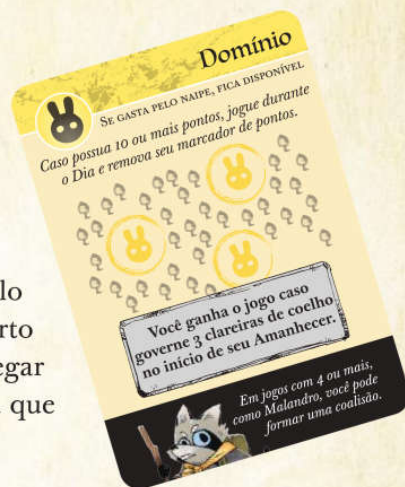 Domínio
Se gasta pelo naipe, fica disponível
Caso possua 10 ou mais pontos, jogue durante
o Dia e remova seu marcador de pontos.
Você ganha o jogo caso
governe 3 clareiras de coelho
no início de seu Amanhecer.
Em jogos com 4 ou mais,
como Malandro, você pode
formar uma coalisão.
lo
rto
egar
que